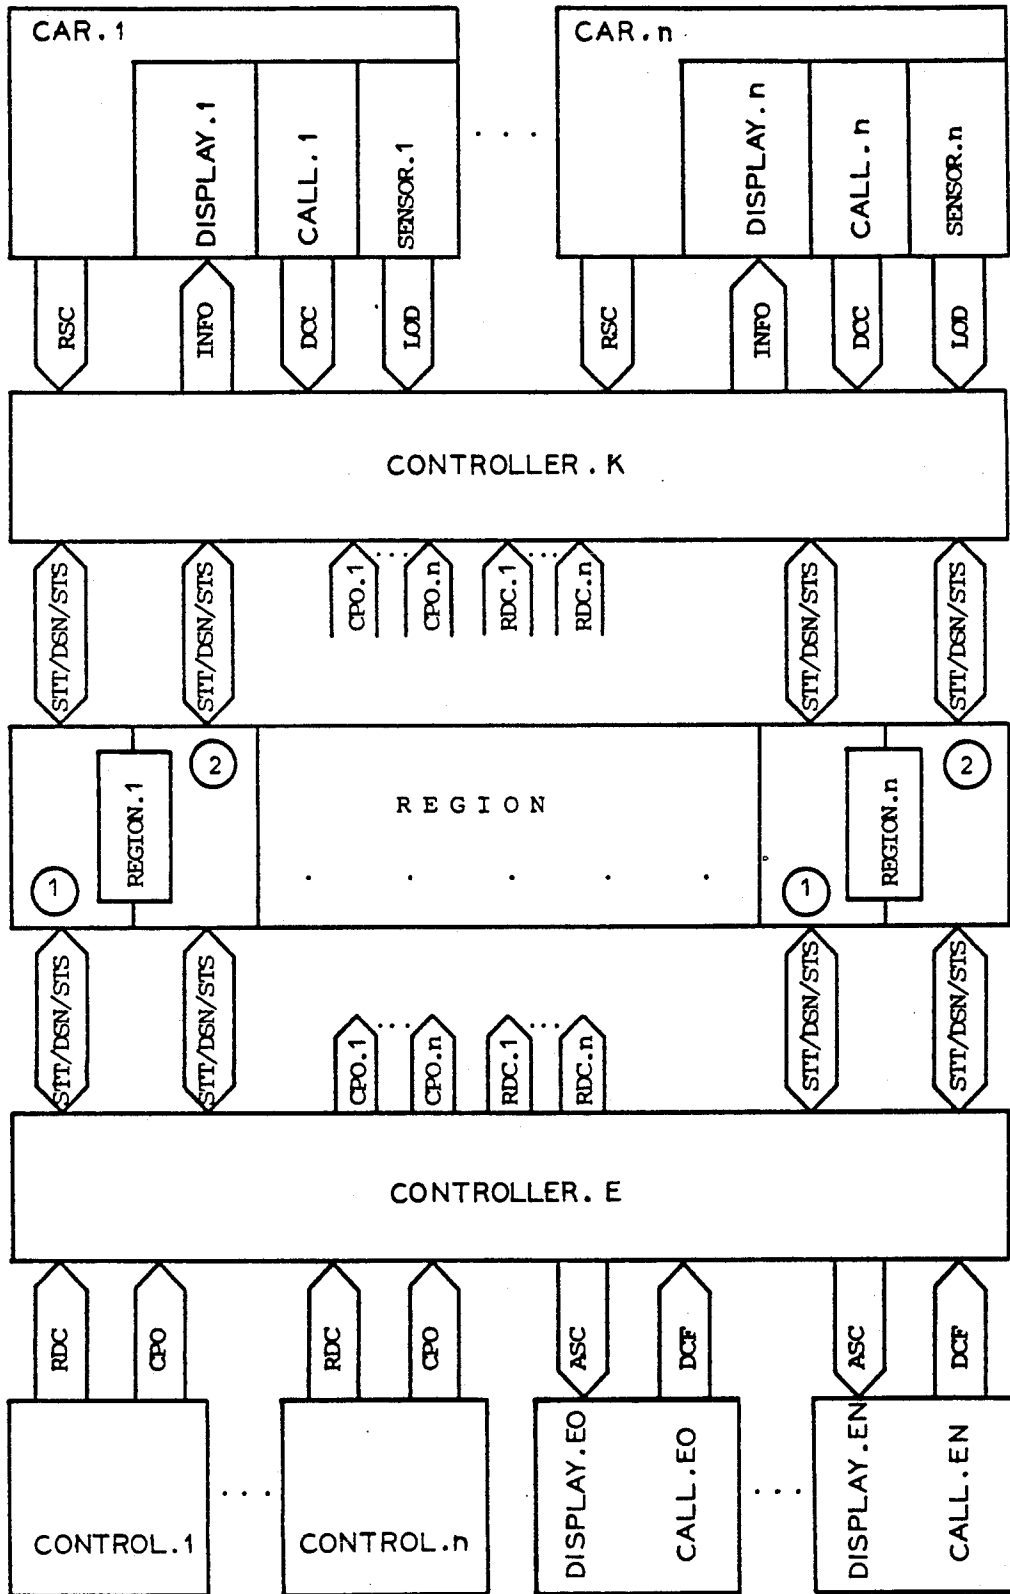 CAR.1
CAR.n
DISPLAY.1
CALL.1
SENSOR.1
. . .
DISPLAY.n
CALL.n
SENSOR.n
RSC
INFO
DCC
LOD
RSC
INFO
DCC
LOD
CONTROLLER.K
STT/DSN/STS
STT/DSN/STS
CPO.1
...
CPO.n
RDC.1
...
RDC.n
STT/DSN/STS
STT/DSN/STS
REGION.1
1
2
REGION
. . . . .
REGION.n
1
2
STT/DSN/STS
STT/DSN/STS
CPO.1
...
CPO.n
RDC.1
...
RDC.n
STT/DSN/STS
STT/DSN/STS
CONTROLLER.E
RDC
CPO
RDC
CPO
ASC
DCF
ASC
DCF
CONTROL.1
. . .
CONTROL.n
DISPLAY.EO
CALL.EO
. . .
DISPLAY.EN
CALL.EN